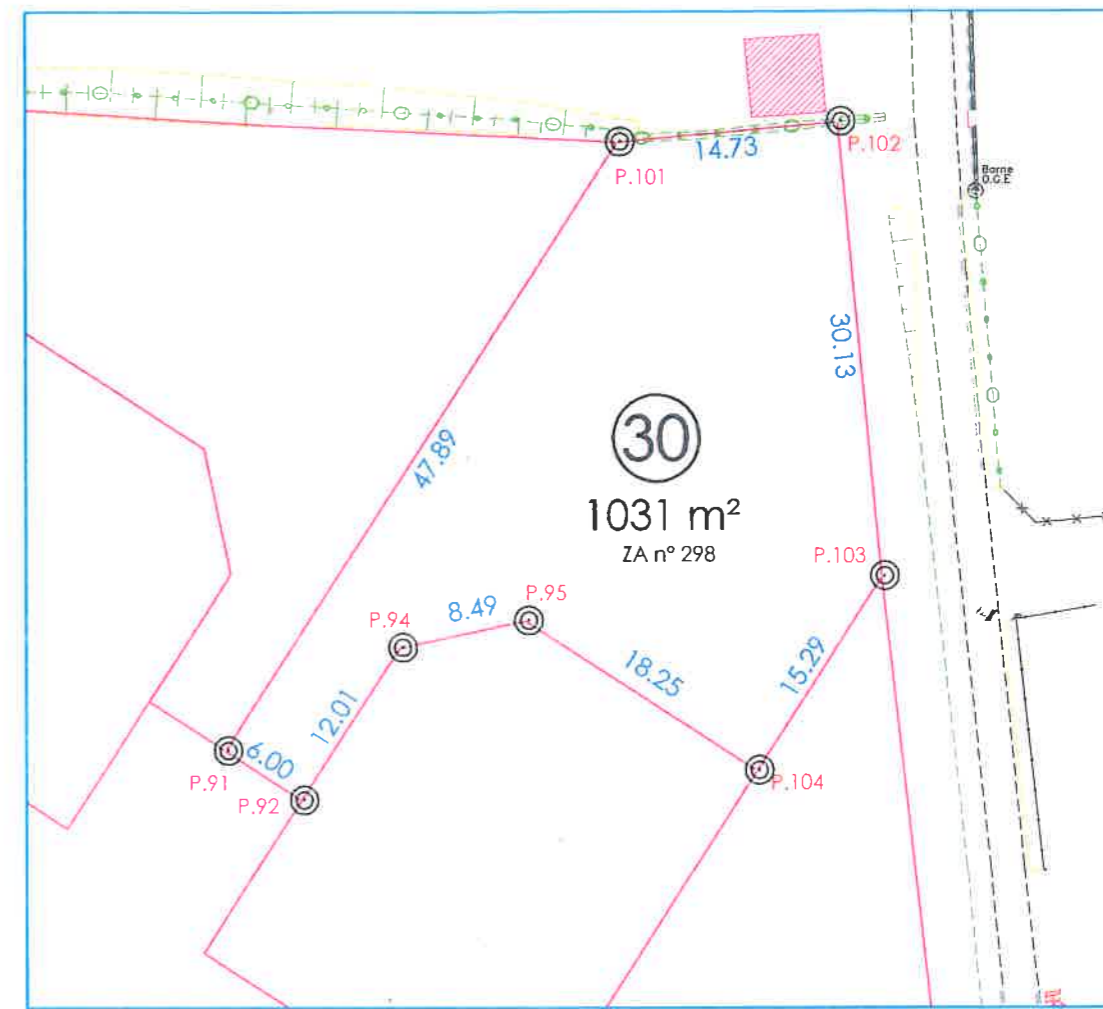 P.101
14.73
P.102
Borne
O.G.E
30.13
47.89
30
1031 m²
ZA n° 298
P.103
P.94
8.49
P.95
18.25
15.29
12.01
6.00
P.91
P.92
P.104